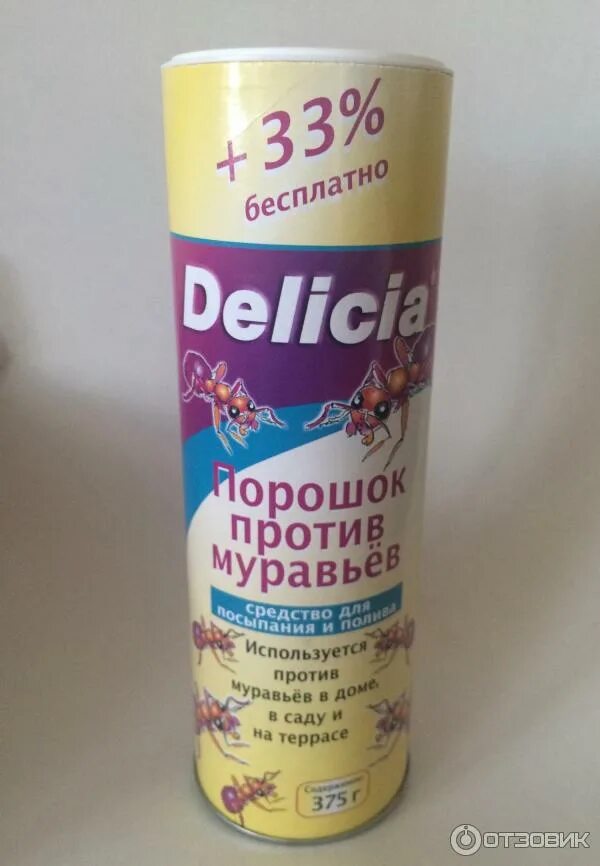 +33%
бесплатно
Delicia
Порошок
против
муравьёв
средство для
посыпания и полива
Используется
против
муравьёв в доме,
в саду и
на террасе
Содержание:
375 г
ОТЗОВИК